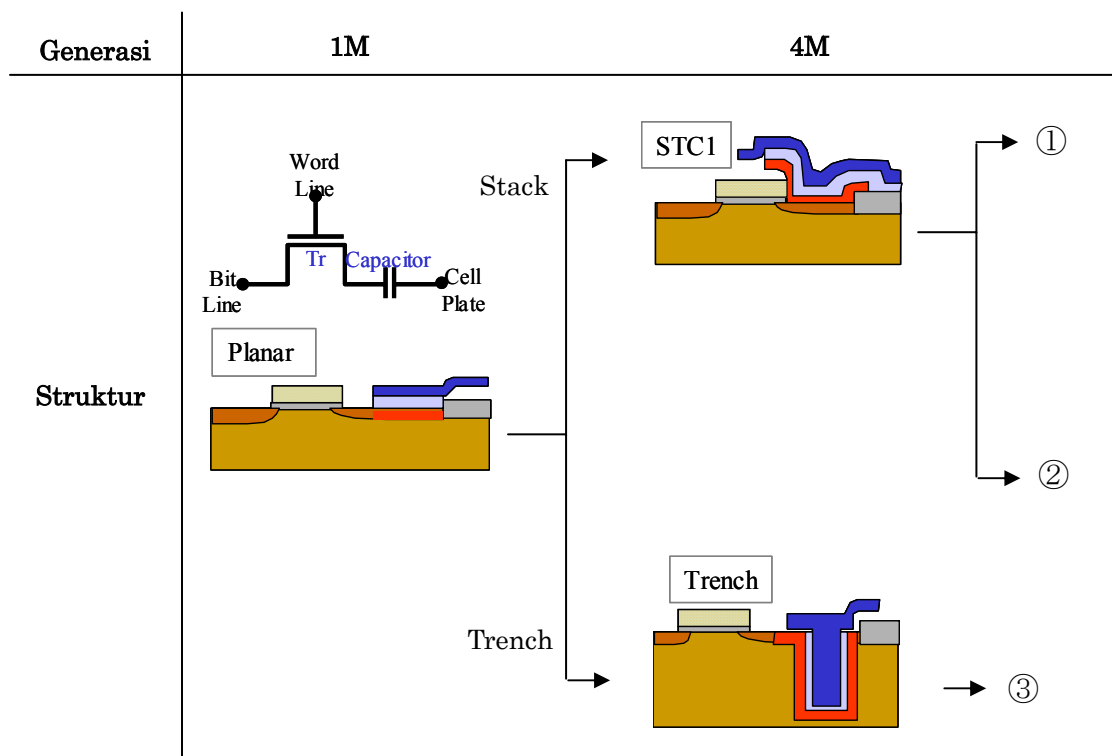 Generasi
1M
4M
Word
Line
Tr
Capacitor
Bit
Line
Cell
Plate
Planar
Struktur
Stack
STC1
①
②
Trench
Trench
③